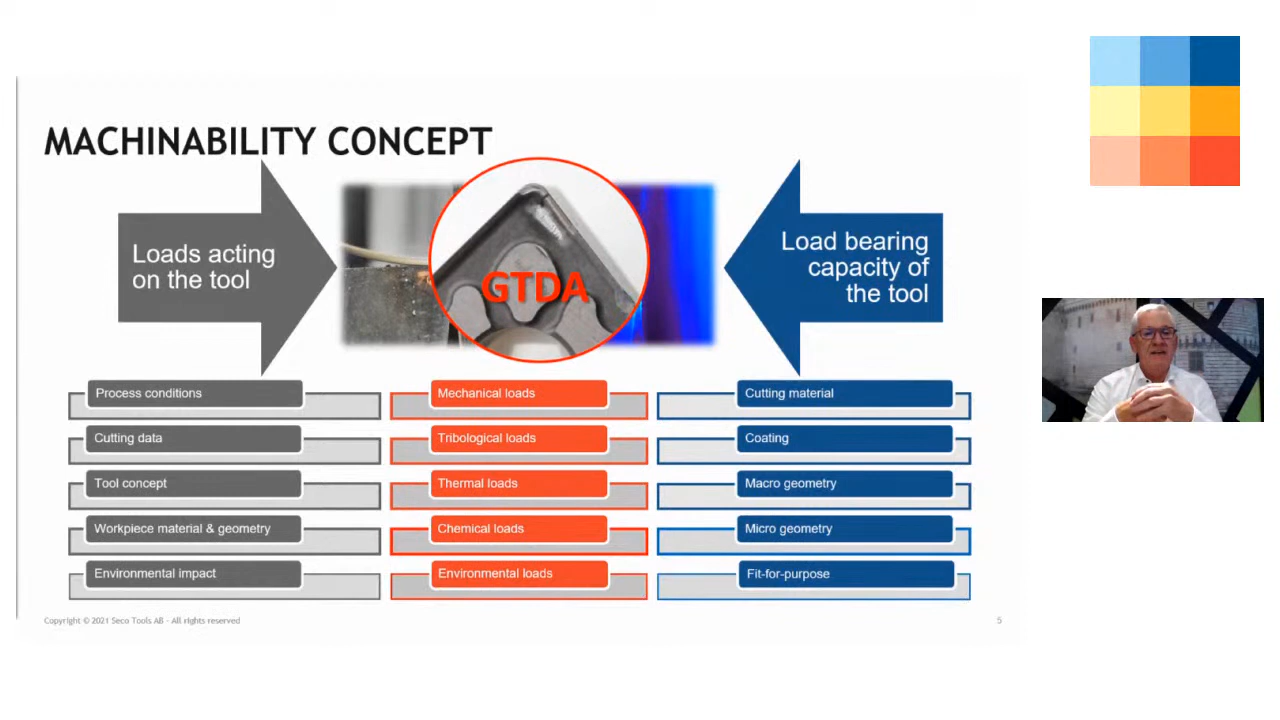 MACHINABILITY CONCEPT
Loads acting
on the tool
GTDA
Load bearing
capacity of
the tool
Process conditions
Mechanical loads
Cutting material
Cutting data
Tribological loads
Coating
Tool concept
Thermal loads
Macro geometry
Workpiece material & geometry
Chemical loads
Micro geometry
Environmental impact
Environmental loads
Fit-for-purpose
Copyright © 2021 Seco Tools AB - All rights reserved
5